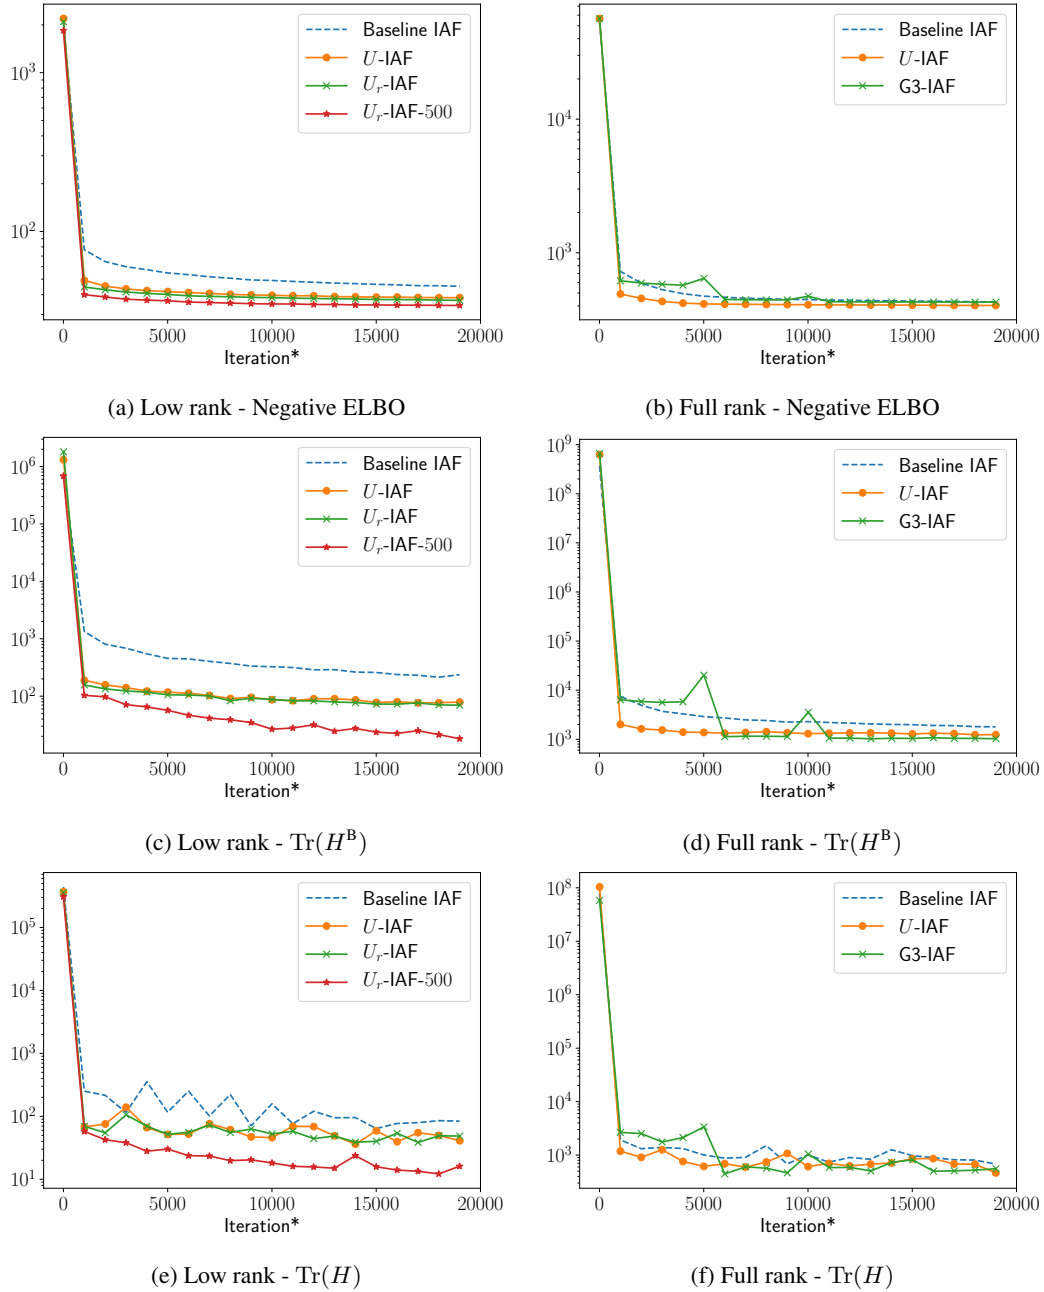 Baseline IAF
U-IAF
U_r-IAF
U_r-IAF-500
10^3
10^2
0 5000 10000 15000 20000
Iteration*
(a) Low rank - Negative ELBO
Baseline IAF
U-IAF
G3-IAF
10^4
10^3
0 5000 10000 15000 20000
Iteration*
(b) Full rank - Negative ELBO
Baseline IAF
U-IAF
U_r-IAF
U_r-IAF-500
10^6
10^5
10^4
10^3
10^2
0 5000 10000 15000 20000
Iteration*
(c) Low rank - Tr(H^B)
Baseline IAF
U-IAF
G3-IAF
10^9
10^8
10^7
10^6
10^5
10^4
10^3
0 5000 10000 15000 20000
Iteration*
(d) Full rank - Tr(H^B)
Baseline IAF
U-IAF
U_r-IAF
U_r-IAF-500
10^5
10^4
10^3
10^2
10^1
0 5000 10000 15000 20000
Iteration*
(e) Low rank - Tr(H)
Baseline IAF
U-IAF
G3-IAF
10^8
10^7
10^6
10^5
10^4
10^3
0 5000 10000 15000 20000
Iteration*
(f) Full rank - Tr(H)